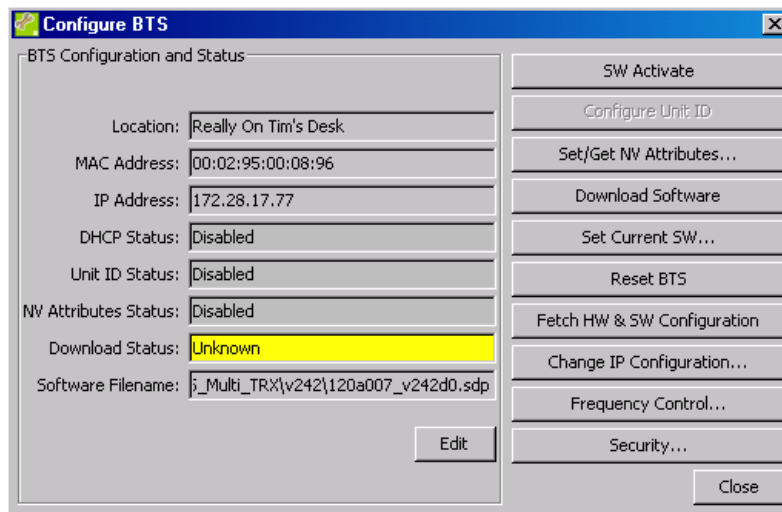 Configure BTS
BTS Configuration and Status
Location: Really On Tim's Desk
MAC Address: 00:02:95:00:08:96
IP Address: 172.28.17.77
DHCP Status: Disabled
Unit ID Status: Disabled
NV Attributes Status: Disabled
Download Status: Unknown
Software Filename: 5_Multi_TRX\v242\120a007_v242d0.sdp
Edit
SW Activate
Configure Unit ID
Set/Get NV Attributes...
Download Software
Set Current SW...
Reset BTS
Fetch HW & SW Configuration
Change IP Configuration...
Frequency Control...
Security...
Close